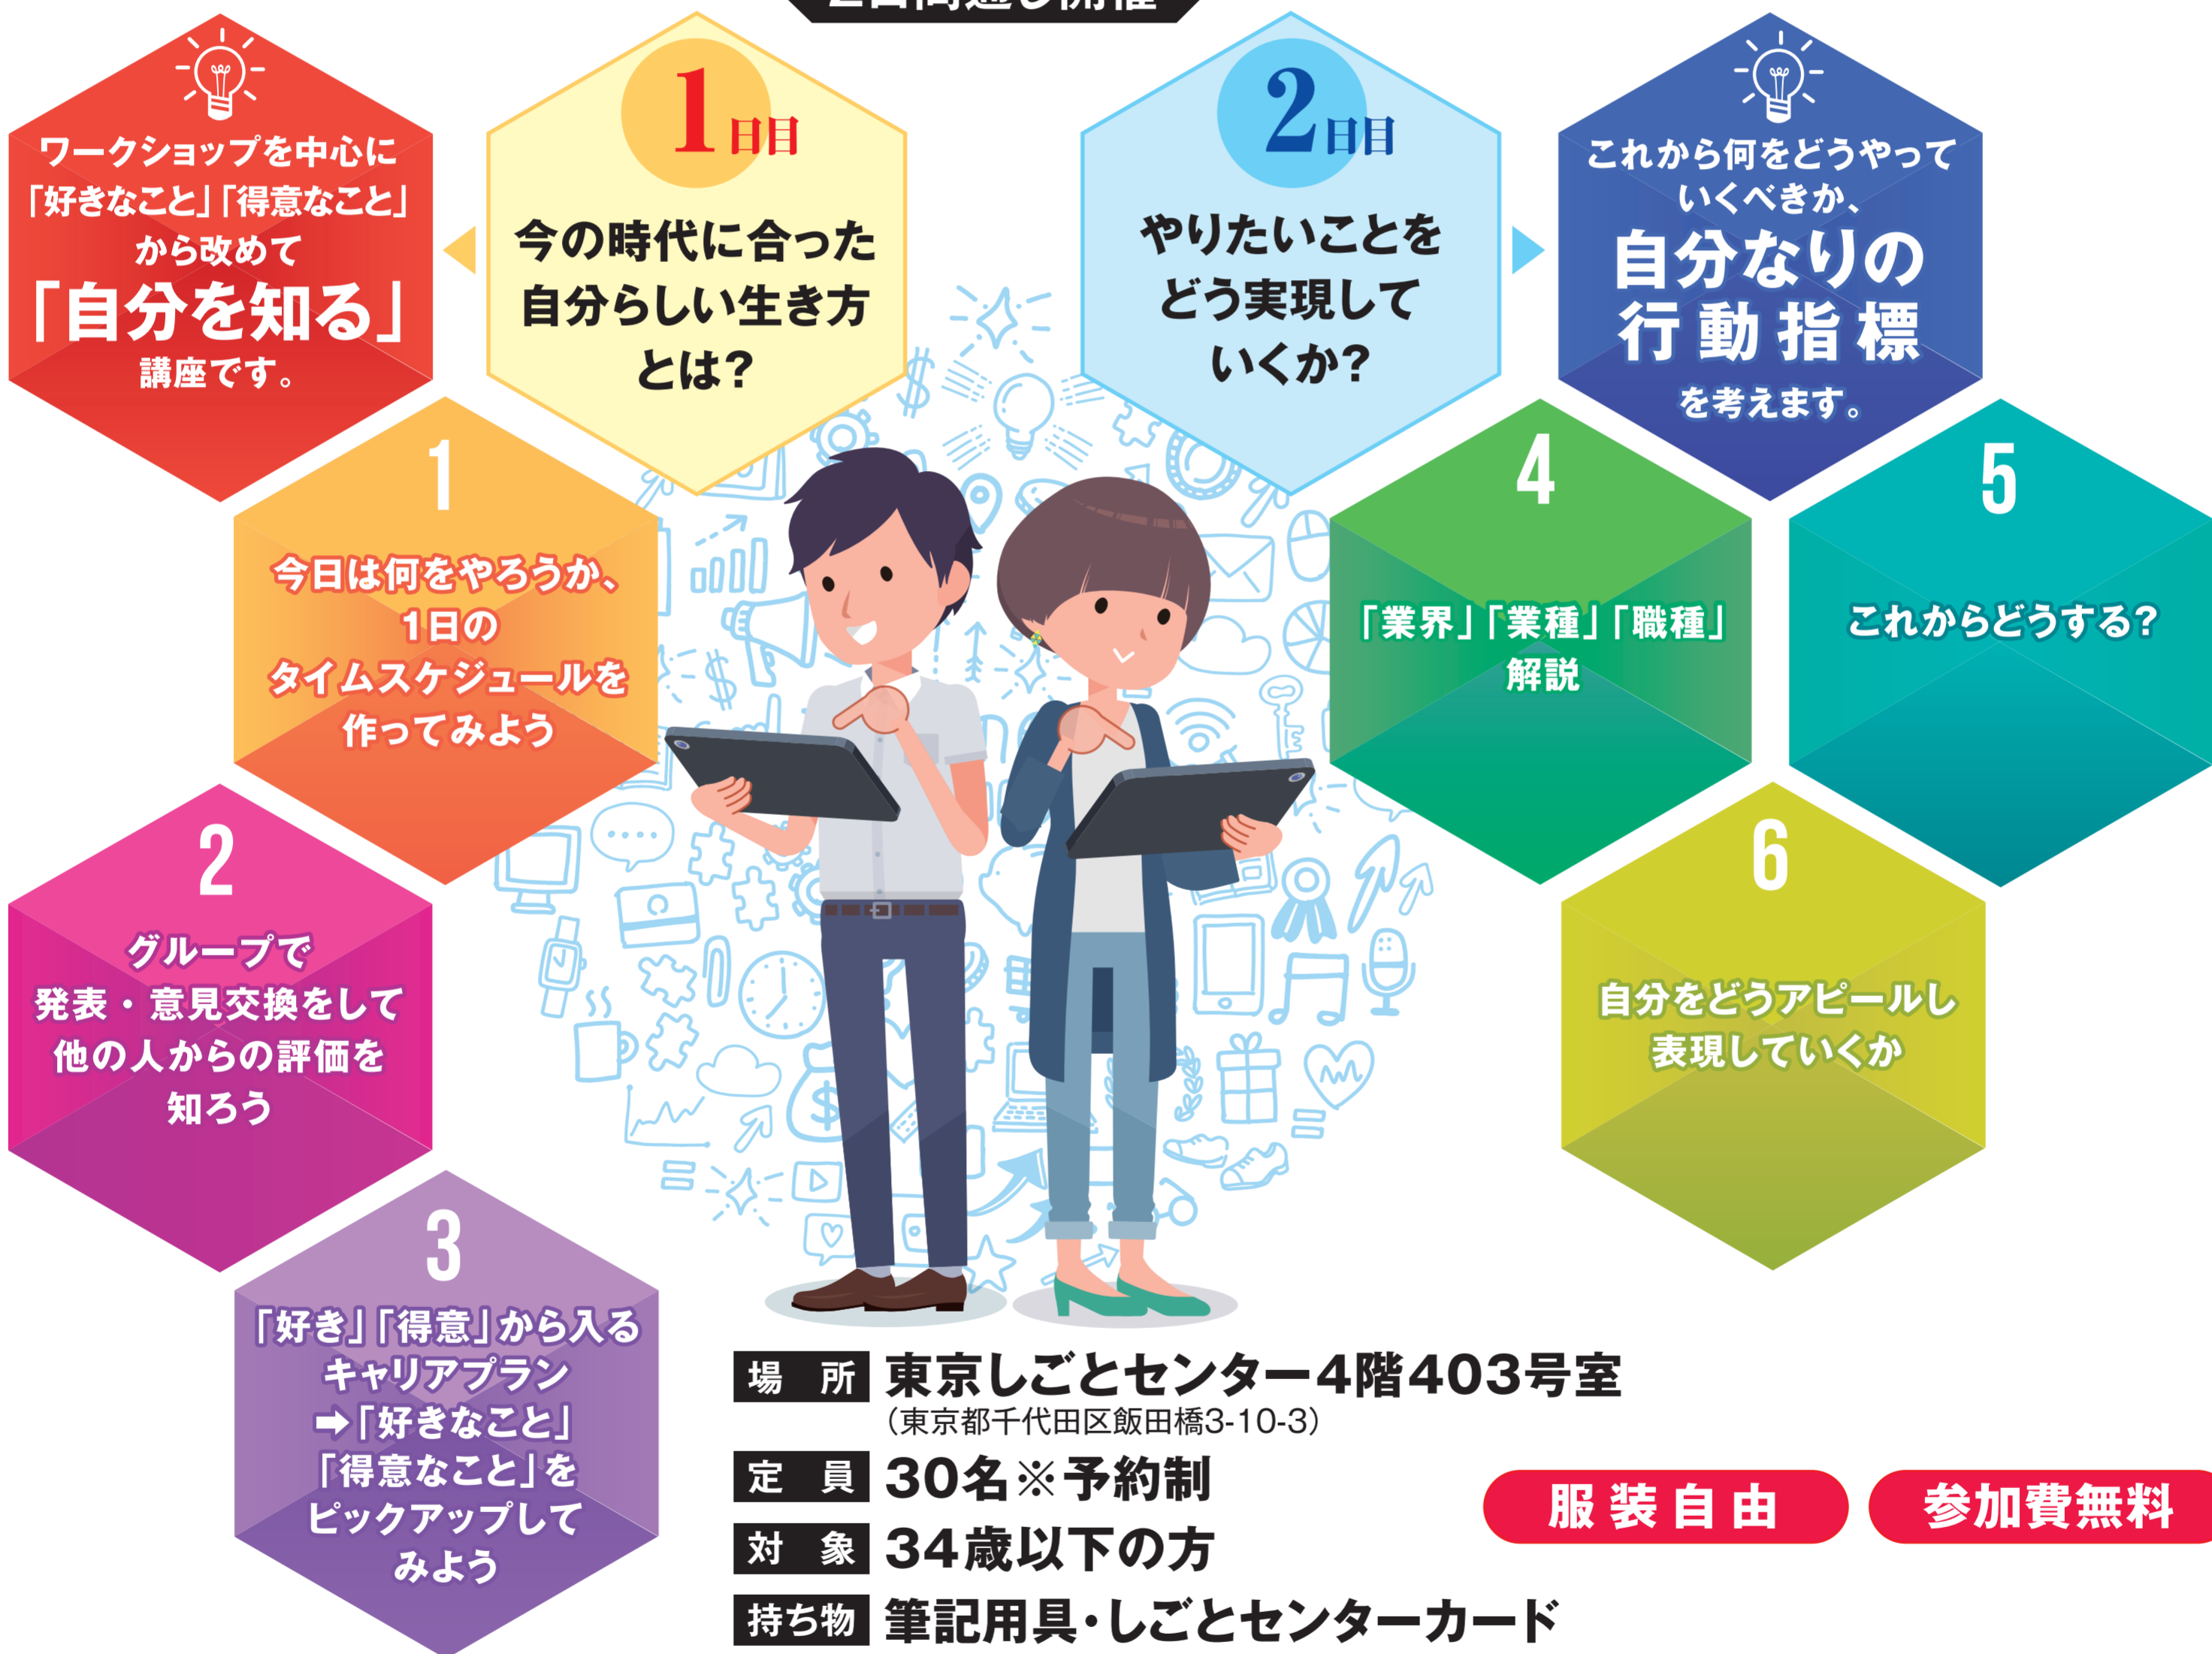 2日間通し開催
ワークショップを中心に
「好きなこと」「得意なこと」
から改めて
「自分を知る」
講座です。
1日目
今の時代に合った
自分らしい生き方
とは?
2日目
やりたいことを
どう実現して
いくか?
これから何をどうやって
いくべきか、
自分なりの
行動指標
を考えます。
1
今日は何をやろうか、
1日の
タイムスケジュールを
作ってみよう
2
グループで
発表・意見交換をして
他の人からの評価を
知ろう
3
「好き」「得意」から入る
キャリアプラン
➡「好きなこと」
「得意なこと」を
ピックアップして
みよう
4
「業界」「業種」「職種」
解説
5
これからどうする?
6
自分をどうアピールし
表現していくか
場 所 東京しごとセンター4階403号室
(東京都千代田区飯田橋3-10-3)
定 員 30名※予約制
対 象 34歳以下の方
持ち物 筆記用具・しごとセンターカード
服装自由
参加費無料